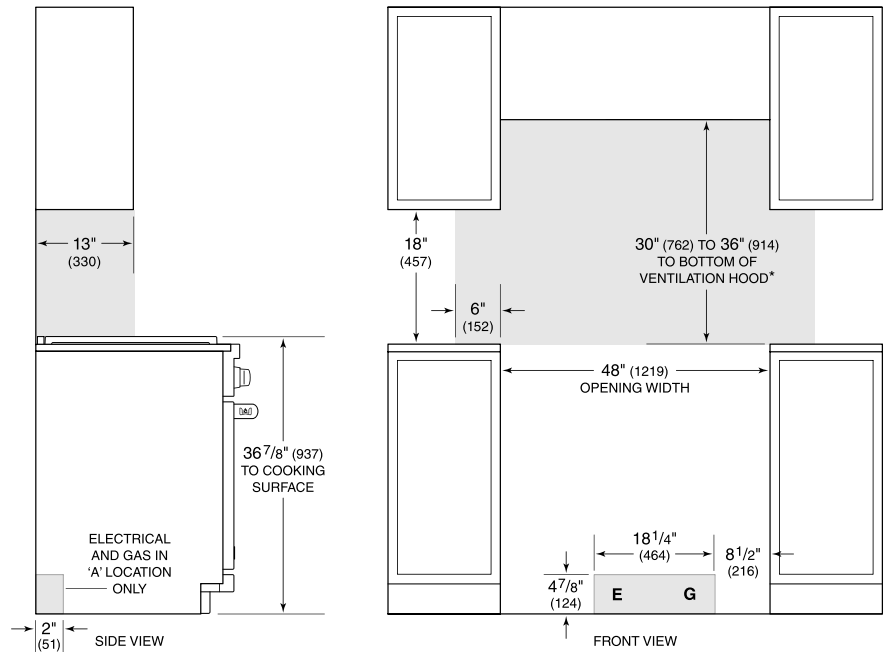 13"
(330)
36 7/8" (937)
TO COOKING
SURFACE
ELECTRICAL
AND GAS IN
‘A’ LOCATION
ONLY
2"
(51)
SIDE VIEW
18"
(457)
6"
(152)
30" (762) TO 36" (914)
TO BOTTOM OF
VENTILATION HOOD*
48" (1219)
OPENING WIDTH
18 1/4"
(464)
8 1/2"
(216)
4 7/8"
(124)
E G
FRONT VIEW